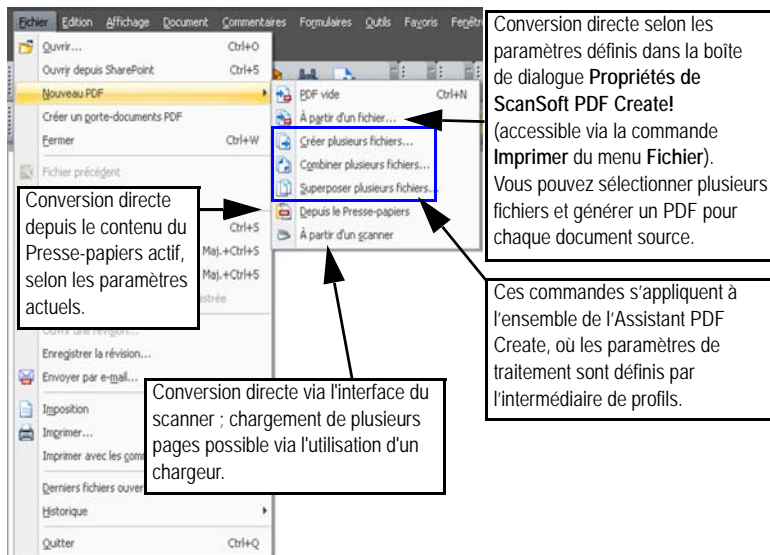 Fichier Edition Affichage Document Commentaires Formulaires Outils Favoris Fenêtre
Ouvrir... Ctrl+O
Ouvrir depuis SharePoint Ctrl+S
Nouveau PDF
Créer un porte-documents PDF
Fermer Ctrl+W
Fichier précédent
Ctrl+S
Maj.+Ctrl+S
Maj.+Ctrl+S
Enregistrer la révision...
Envoyer par e-mail...
Imposition
Imprimer...
Imprimer avec les
Derniers fichiers
Historique
Quitter Ctrl+Q
PDF vide Ctrl+N
À partir d'un fichier...
Créer plusieurs fichiers...
Combiner plusieurs fichiers...
Superposer plusieurs fichiers...
Depuis le Presse-papiers
À partir d'un scanner
Conversion directe selon les
paramètres définis dans la boîte
de dialogue Propriétés de
ScanSoft PDF Create!
(accessible via la commande
Imprimer du menu Fichier).
Vous pouvez sélectionner plusieurs
fichiers et générer un PDF pour
chaque document source.
Conversion directe
depuis le contenu du
Presse-papiers actif,
selon les paramètres
actuels.
Ces commandes s'appliquent à
l'ensemble de l'Assistant PDF
Create, où les paramètres de
traitement sont définis par
l'intermédiaire de profils.
Conversion directe via l'interface du
scanner ; chargement de plusieurs
pages possible via l'utilisation d'un
chargeur.